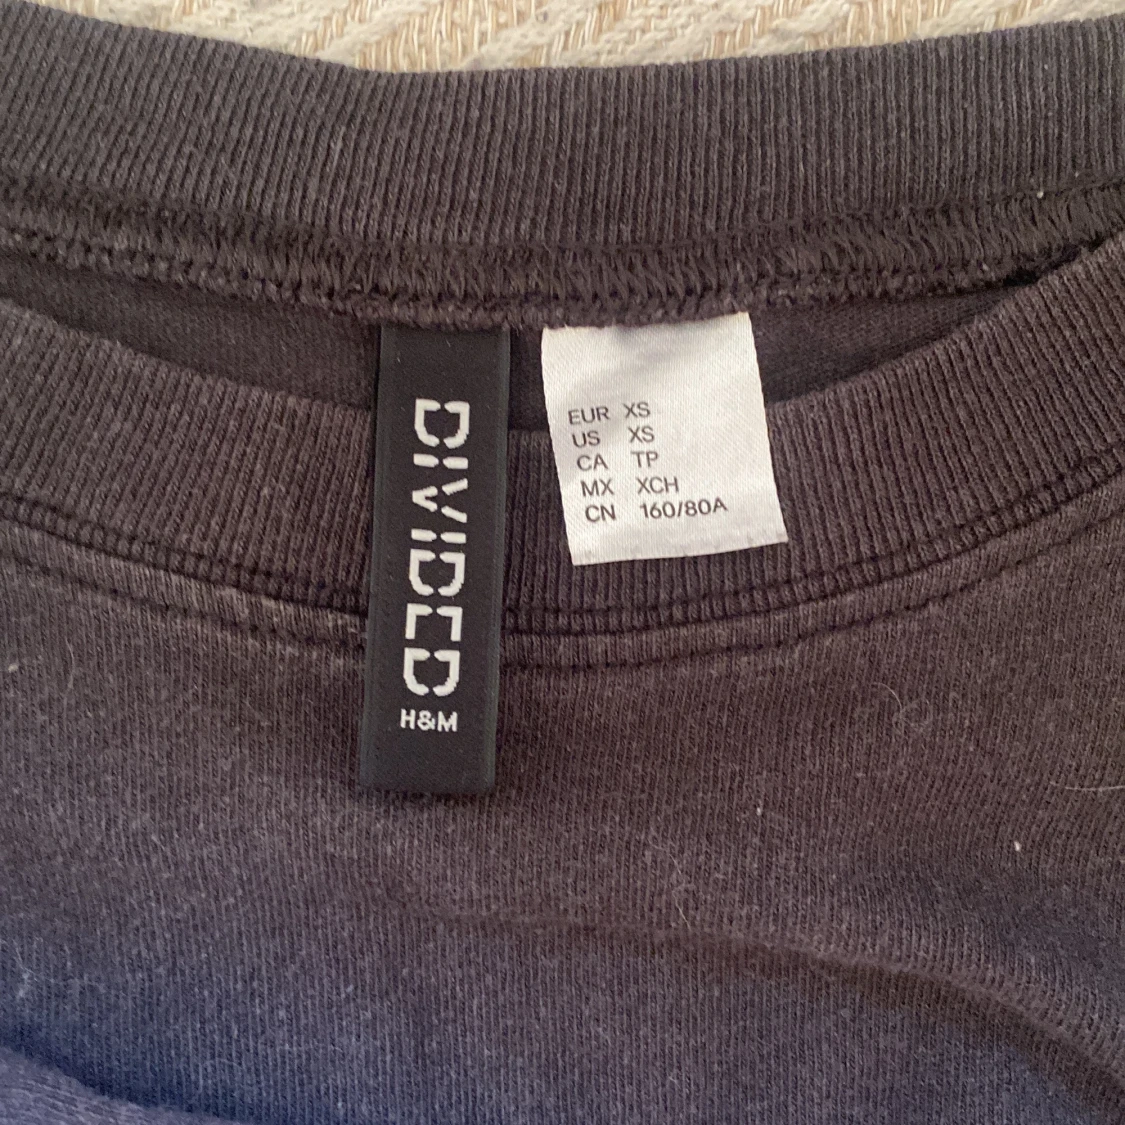 DIVIDED
H&M
EUR XS
US XS
CA TP
MX XCH
CN 160/80A